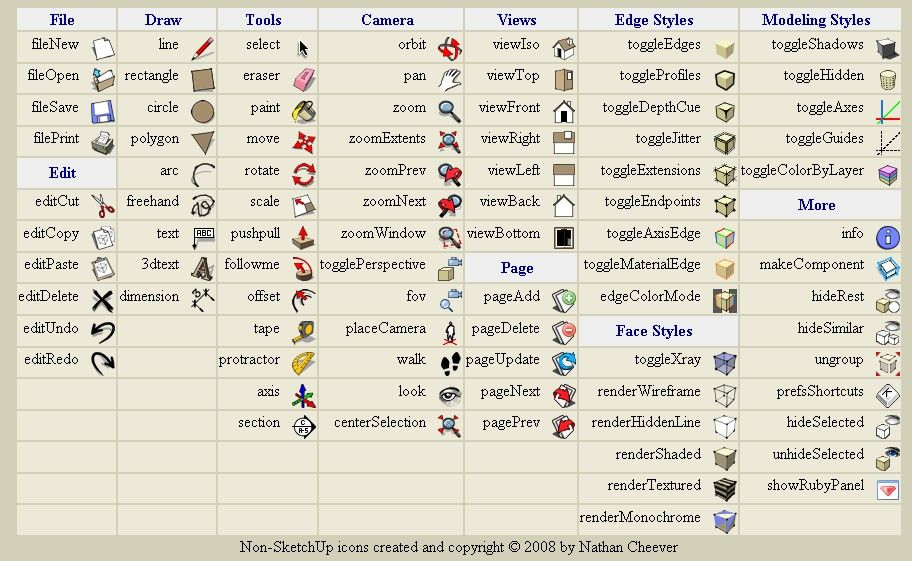 File Draw Tools Camera Views Edge Styles Modeling Styles
fileNew line select orbit viewIso toggleEdges toggleShadows
fileOpen rectangle eraser pan viewTop toggleProfiles toggleHidden
fileSave circle paint zoom viewFront toggleDepthCue toggleAxes
filePrint polygon move zoomExtents viewRight toggleJitter toggleGuides
Edit arc rotate zoomPrev viewLeft toggleExtensions toggleColorByLayer
editCut freehand scale zoomNext viewBack toggleEndpoints More
editCopy text ABC pushpull zoomWindow viewBottom toggleAxisEdge info
editPaste 3dtext followme togglePerspective Page toggleMaterialEdge makeComponent
editDelete dimension offset fov pageAdd edgeColorMode hideRest
editUndo tape placeCamera pageDelete Face Styles hideSimilar
editRedo protractor walk pageUpdate toggleXray ungroup
axis look pageNext renderWireframe prefsShortcuts
section centerSelection pagePrev renderHiddenLine hideSelected
renderShaded unhideSelected
renderTextured showRubyPanel
renderMonochrome
Non-SketchUp icons created and copyright © 2008 by Nathan Cheever